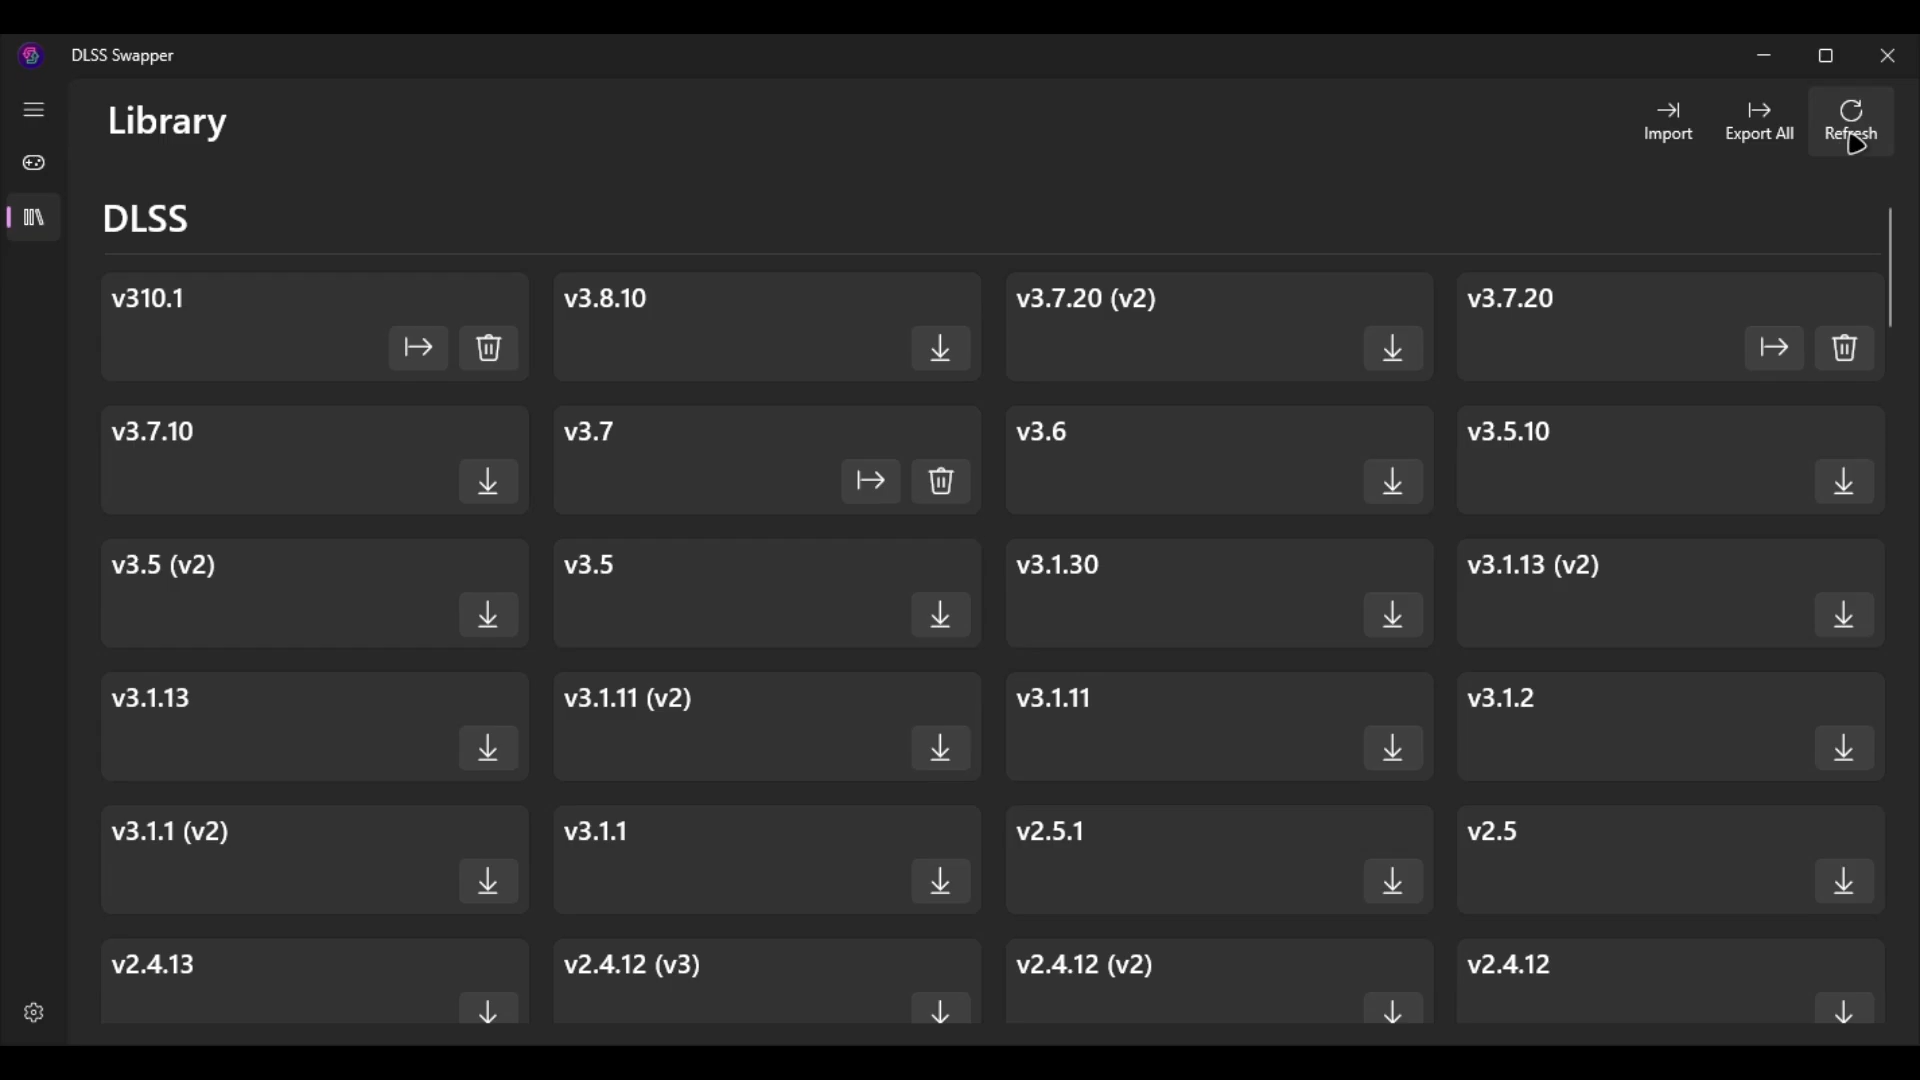 DLSS Swapper
Library
Import
Export All
Refresh
DLSS
v310.1
v3.8.10
v3.7.20 (v2)
v3.7.20
v3.7.10
v3.7
v3.6
v3.5.10
v3.5 (v2)
v3.5
v3.1.30
v3.1.13 (v2)
v3.1.13
v3.1.11 (v2)
v3.1.11
v3.1.2
v3.1.1 (v2)
v3.1.1
v2.5.1
v2.5
v2.4.13
v2.4.12 (v3)
v2.4.12 (v2)
v2.4.12